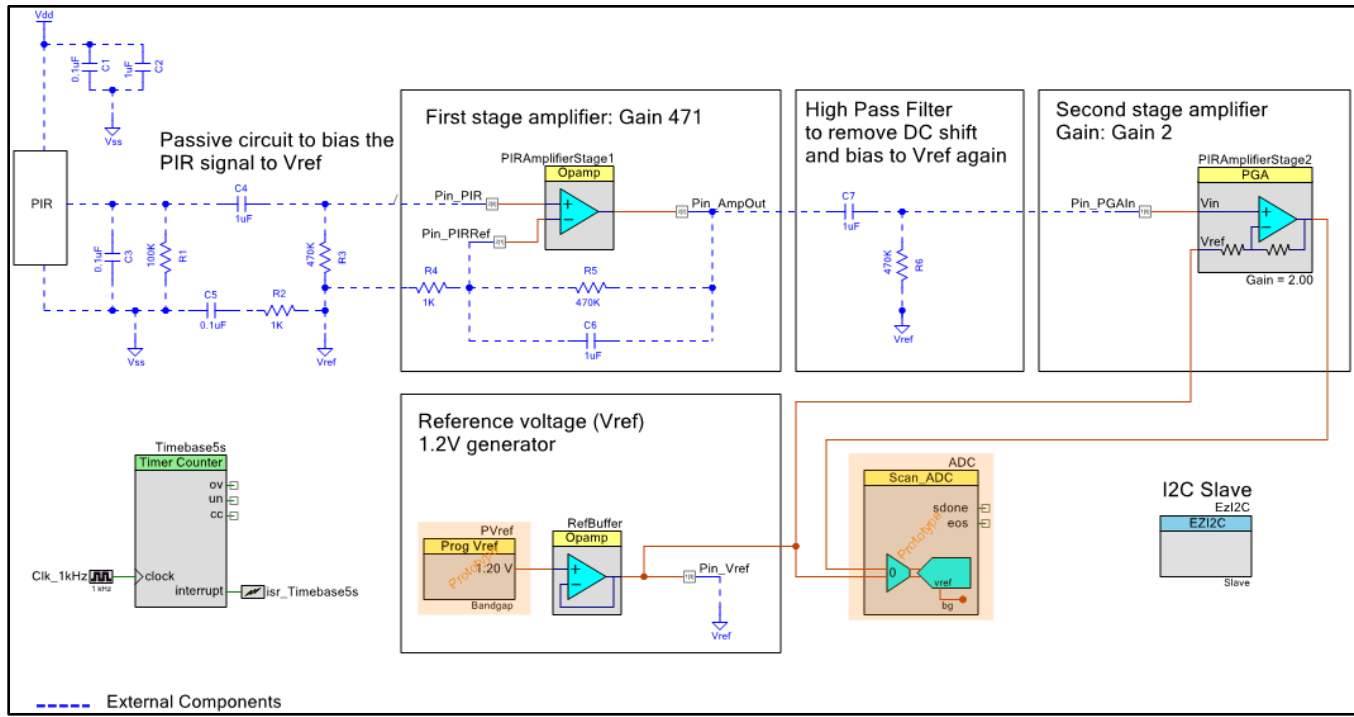 Vdd
0.1uF
C1
1uF
C2
Vss
Passive circuit to bias the
PIR signal to Vref
PIR
C4
1uF
0.1uF
C3
100K
R1
470K
R3
C5
0.1uF
R2
1K
Vss
Vref
First stage amplifier: Gain 471
PIRAmplifierStage1
Opamp
Pin_PIR
Pin_PIRRef
Pin_AmpOut
R4
1K
R5
470K
C6
1uF
High Pass Filter
to remove DC shift
and bias to Vref again
C7
1uF
470K
R6
Vref
Second stage amplifier
Gain: Gain 2
PIRAmplifierStage2
PGA
Pin_PGAIn
Vin
Vref
Gain = 2.00
Timebase5s
Timer Counter
ov
un
cc
Clk_1kHz
1 kHz
clock
interrupt
isr_Timebase5s
Reference voltage (Vref)
1.2V generator
PVref
Prog Vref
1.20 V
Prototype
Bandgap
RefBuffer
Opamp
Pin_Vref
Vref
ADC
Scan_ADC
sdone
eos
Prototype
0
vref
bg
I2C Slave
EzI2C
EZI2C
Slave
External Components